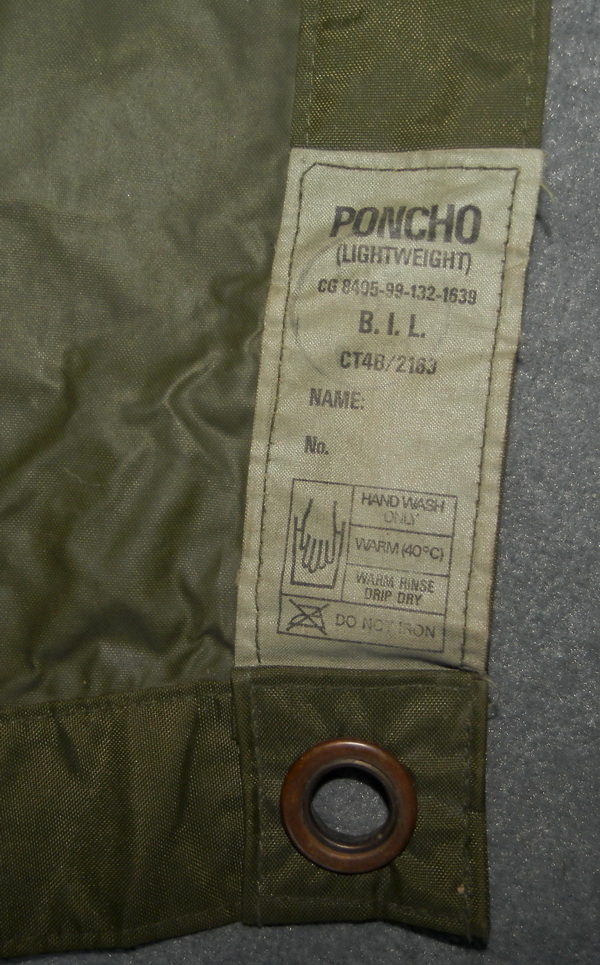 PONCHO
(LIGHTWEIGHT)
CG 8405-99-132-1639
B. I. L.
CT4B/2163
NAME:
No.
HAND WASH
ONLY
WARM (40°C)
WARM RINSE
DRIP DRY
DO NOT IRON